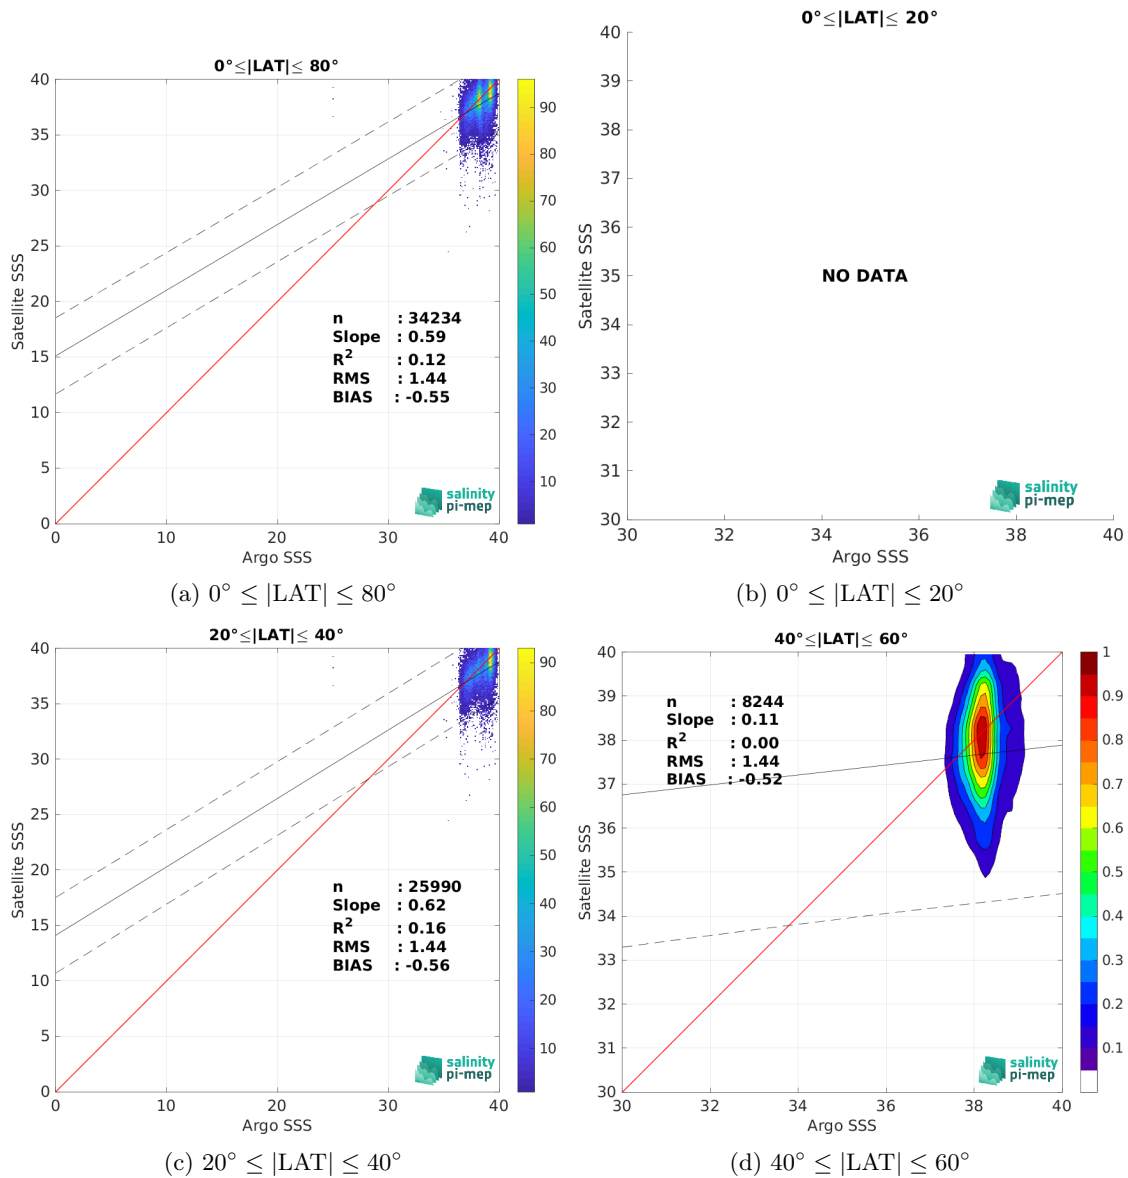 0°≤|LAT|≤ 80°
40
35
30
25
20
15
10
5
0
0
10
20
30
40
Satellite SSS
Argo SSS
n : 34234
Slope : 0.59
R² : 0.12
RMS : 1.44
BIAS : -0.55
salinity
pi-mep
90
80
70
60
50
40
30
20
10
(a) 0° ≤ |LAT| ≤ 80°
0°≤|LAT|≤ 20°
40
39
38
37
36
35
34
33
32
31
30
30
32
34
36
38
40
Satellite SSS
Argo SSS
NO DATA
salinity
pi-mep
(b) 0° ≤ |LAT| ≤ 20°
20°≤|LAT|≤ 40°
40
35
30
25
20
15
10
5
0
0
10
20
30
40
Satellite SSS
Argo SSS
n : 25990
Slope : 0.62
R² : 0.16
RMS : 1.44
BIAS : -0.56
salinity
pi-mep
90
80
70
60
50
40
30
20
10
(c) 20° ≤ |LAT| ≤ 40°
40°≤|LAT|≤ 60°
40
39
38
37
36
35
34
33
32
31
30
30
32
34
36
38
40
Satellite SSS
Argo SSS
n : 8244
Slope : 0.11
R² : 0.00
RMS : 1.44
BIAS : -0.52
salinity
pi-mep
1
0.9
0.8
0.7
0.6
0.5
0.4
0.3
0.2
0.1
(d) 40° ≤ |LAT| ≤ 60°